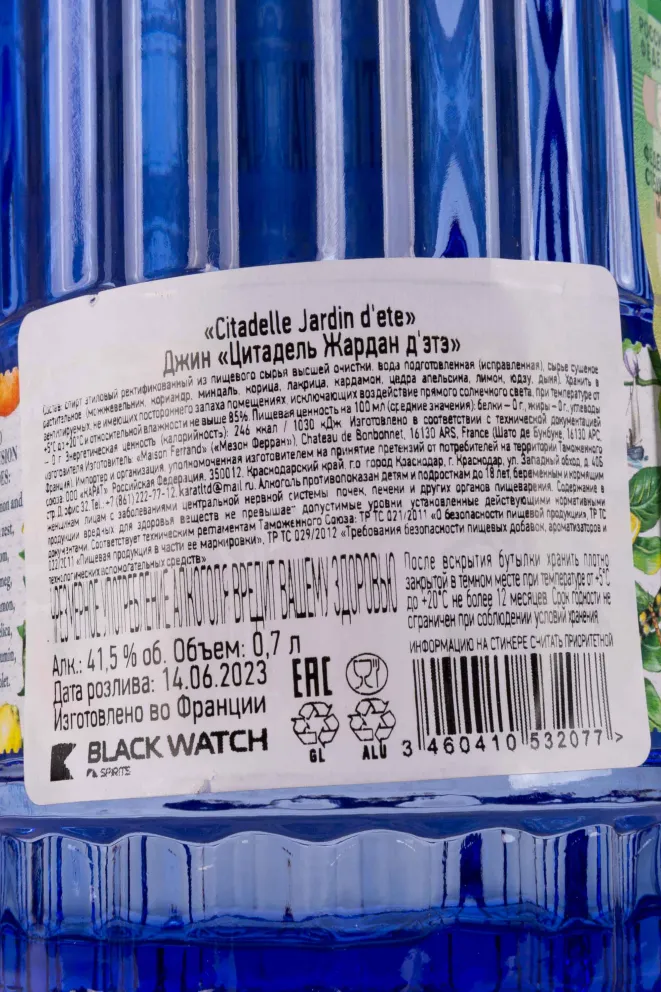 «Citadelle Jardin d'ete»
Джин «Цитадель Жардан д'этэ»
Состав: спирт этиловый ректификованный из пищевого сырья высшей очистки, вода подготовленная (исправленная), сырье сушеное
растительное (можжевельник, кориандр, миндаль, корица, лакрица, кардамон, цедра апельсина, лимон, юдзу, дыня). Хранить в
вентилируемых, не имеющих постороннего запаха помещениях, исключающих воздействие прямого солнечного света, при температуре от
+5°С до +20°С и относительной влажности не выше 85%. Пищевая ценность на 100 мл (средние значения): белки – 0 г, жиры – 0 г, углеводы
– 0 г. Энергетическая ценность (калорийность): 246 ккал / 1030 кДж. Изготовлено в соответствии с технической документацией
изготовителя. Изготовитель: «Maison Ferrand» («Мезон Ферран»), Chateau de Bonbonnet, 16130 ARS, France (Шато де Бунбуне, 16130 АРС,
Франция). Импортер и организация, уполномоченная изготовителем на принятие претензий от потребителей на территории Таможенного
союза: ООО «КАРАТ», Российская Федерация, 350012, Краснодарский край, г.о. город Краснодар, г. Краснодар, ул. Западный обход, д. 40Б
стр. D, офис 32. Тел. +7(861)222-77-12, karatltd@mail.ru. Алкоголь противопоказан детям и подросткам до 18 лет, беременным и кормящим
женщинам, лицам с заболеваниями центральной нервной системы, почек, печени и других органов пищеварения. Содержание в
продукции вредных для здоровья веществ не превышает допустимые уровни, установленные действующими нормативными
документами. Соответствует техническим регламентам Таможенного Союза: ТР ТС 021/2011 «О безопасности пищевой продукции», ТР ТС
022/2011 «Пищевая продукция в части ее маркировки», ТР ТС 029/2012 «Требования безопасности пищевых добавок, ароматизаторов и
технологических вспомогательных средств»
ЧРЕЗМЕРНОЕ УПОТРЕБЛЕНИЕ АЛКОГОЛЯ ВРЕДИТ ВАШЕМУ ЗДОРОВЬЮ
После вскрытия бутылки хранить плотно
закрытой в темном месте при температуре от +5°С
до +20°С не более 12 месяцев. Срок годности не
ограничен при соблюдении условий хранения.
ИНФОРМАЦИЮ НА СТИКЕРЕ СЧИТАТЬ ПРИОРИТЕТНОЙ
Алк.: 41,5 % об. Объем: 0,7 л
Дата розлива: 14.06.2023
Изготовлено во Франции
EAC
GL
ALU
BLACK WATCH
SPIRITS
3 460410 532077 >